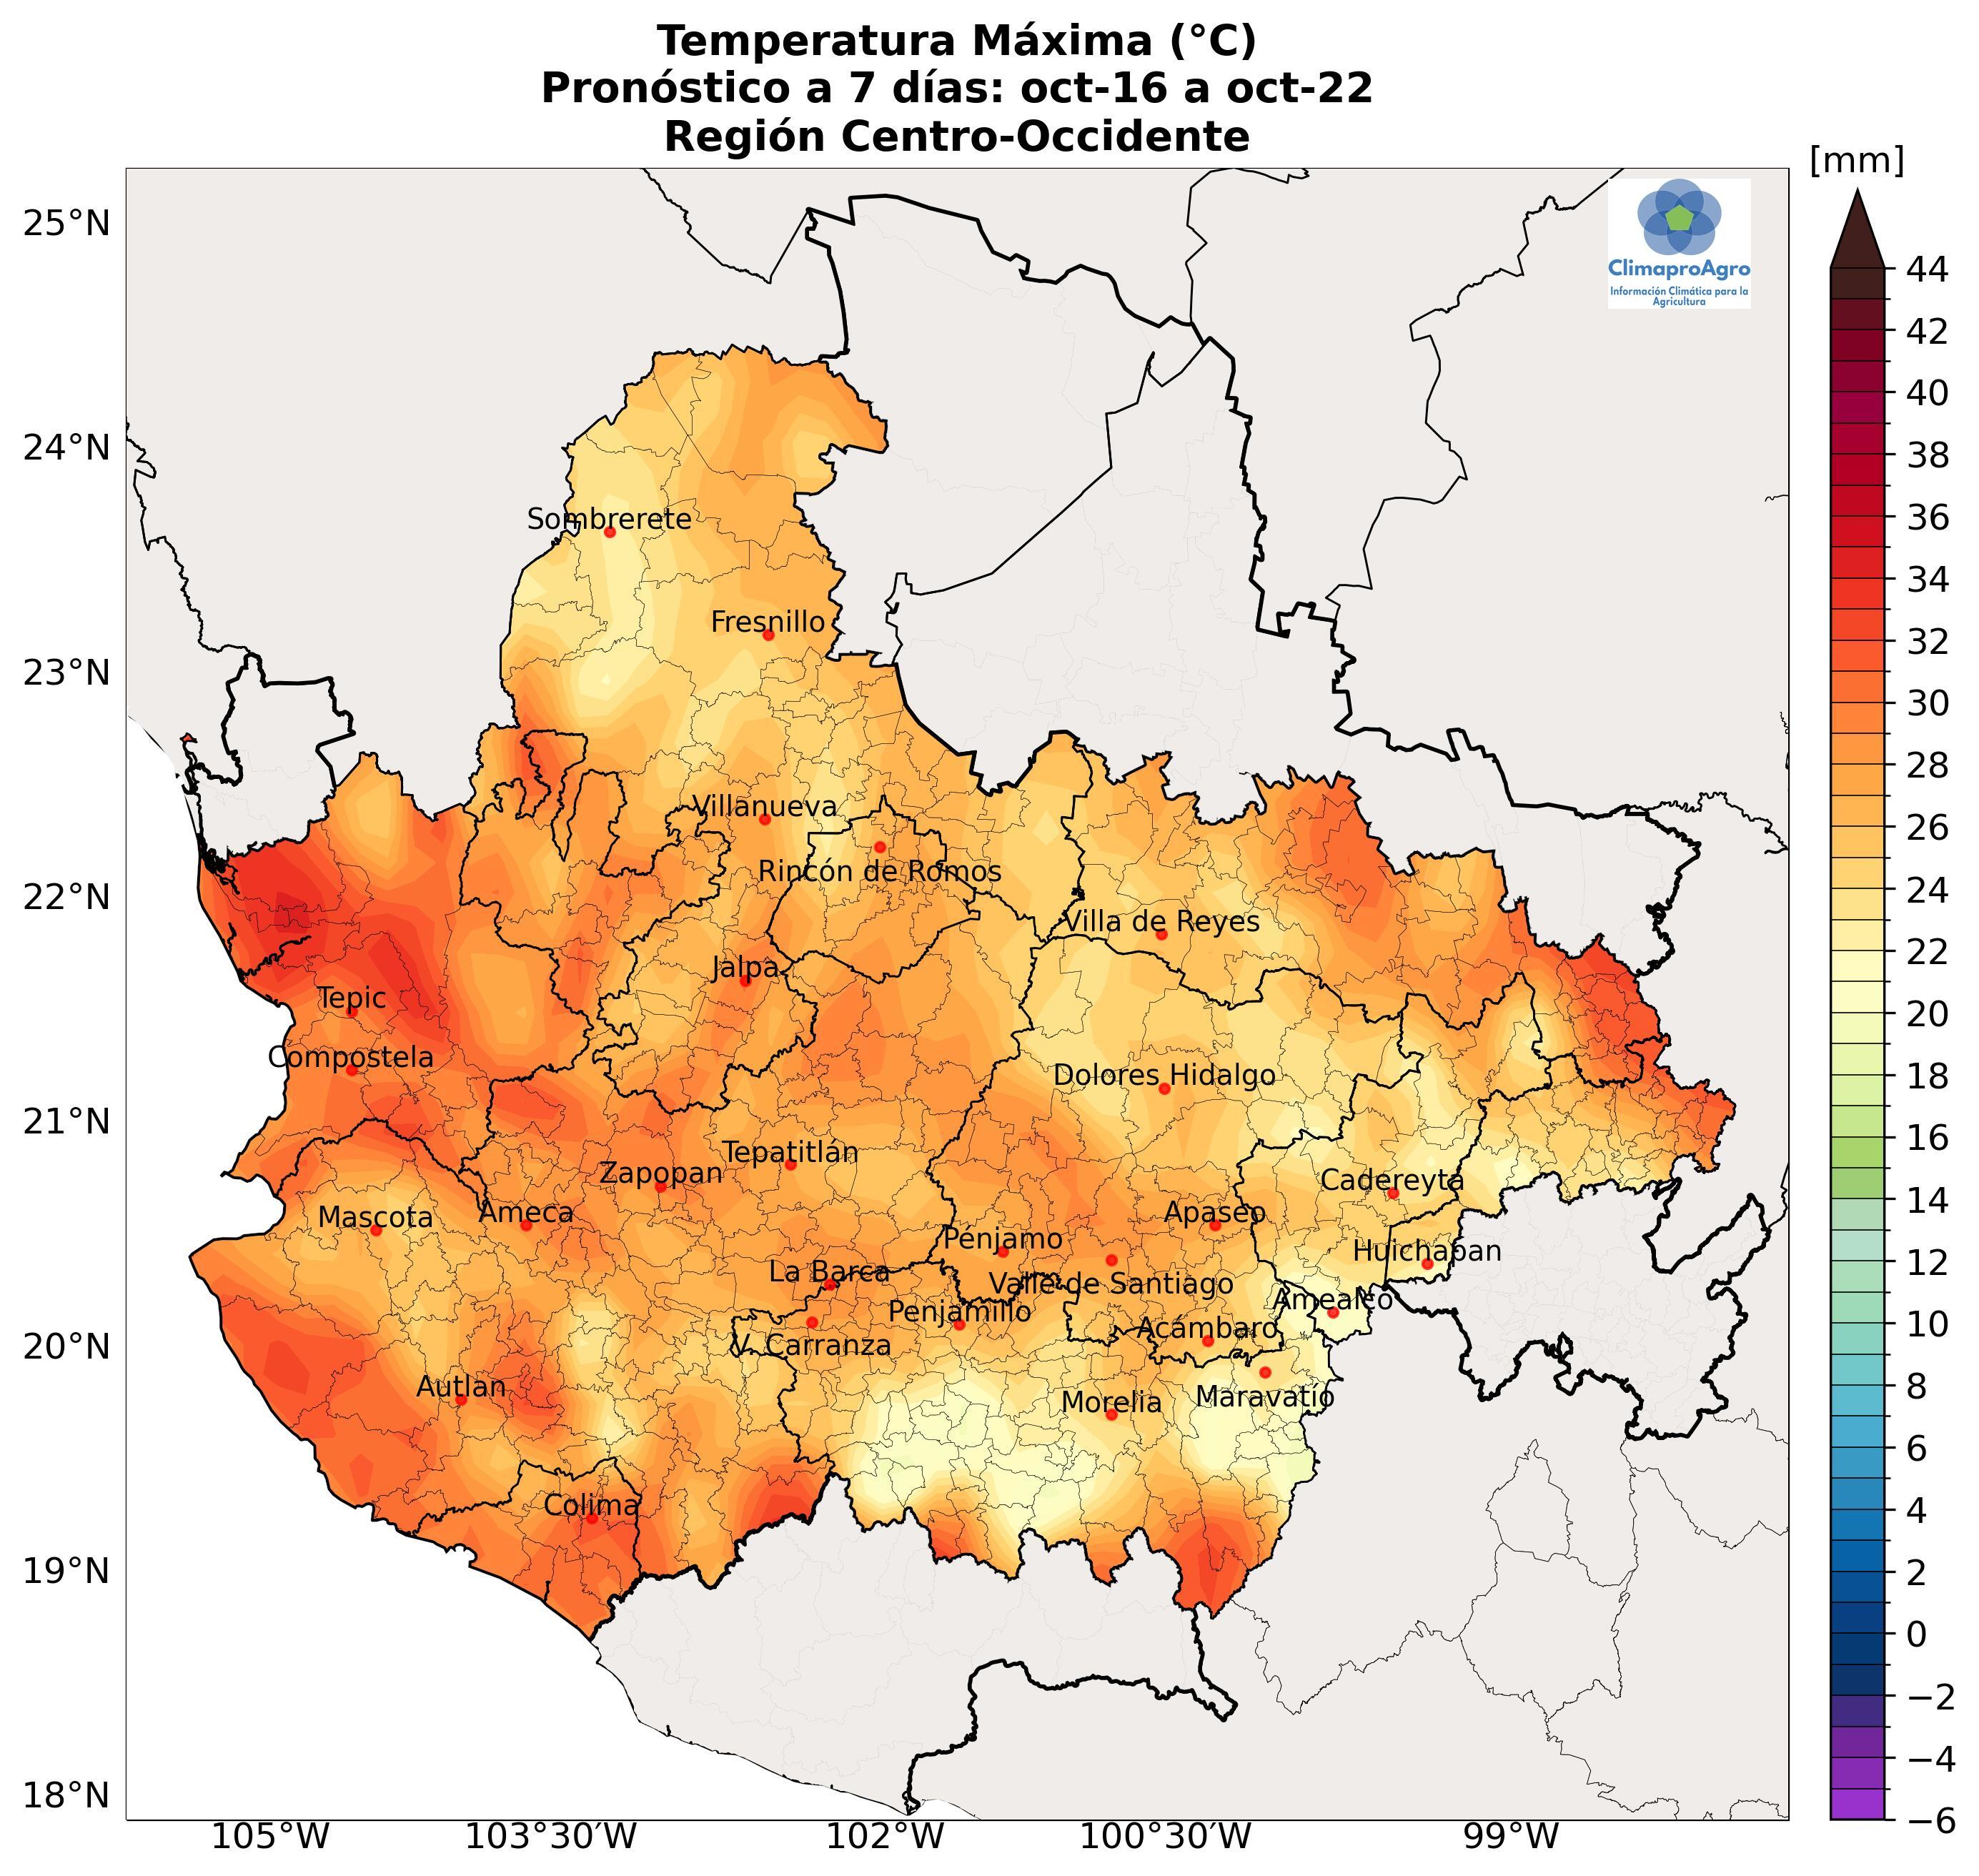 Temperatura Máxima (°C)
Pronóstico a 7 días: oct-16 a oct-22
Región Centro-Occidente
[mm]
ClimaproAgro
Información Climática para la
Agricultura
25°N
24°N
23°N
22°N
21°N
20°N
19°N
18°N
Sombrerete
Fresnillo
Villanueva
Rincón de Romos
Villa de Reyes
Jalpa
Tepic
Compostela
Dolores Hidalgo
Tepatitlán
Zapopan
Cadereyta
Mascota
Ameca
Apaseo
Pénjamo
Huichapan
La Barca
Valle de Santiago
Amealco
Penjamillo
Acámbaro
V. Carranza
Autlan
Morelia
Maravatío
Colima
105°W
103°30′W
102°W
100°30′W
99°W
44
42
40
38
36
34
32
30
28
26
24
22
20
18
16
14
12
10
8
6
4
2
0
−2
−4
−6